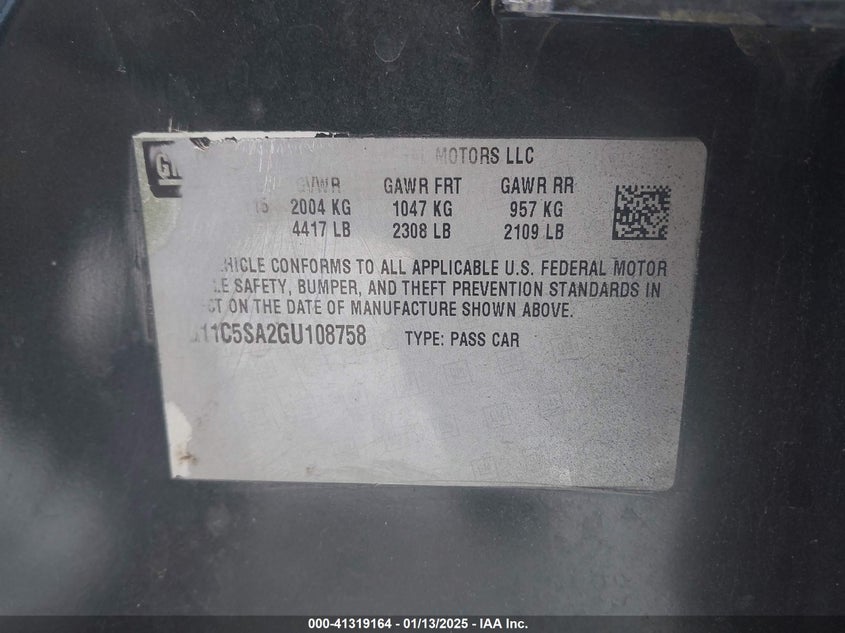 GM
MOTORS LLC
GVWR GAWR FRT GAWR RR
2004 KG 1047 KG 957 KG
4417 LB 2308 LB 2109 LB
HICLE CONFORMS TO ALL APPLICABLE U.S. FEDERAL MOTOR
LE SAFETY, BUMPER, AND THEFT PREVENTION STANDARDS IN
CT ON THE DATE OF MANUFACTURE SHOWN ABOVE.
11C5SA2GU108758 TYPE: PASS CAR
000-41319164 - 01/13/2025 - IAA Inc.